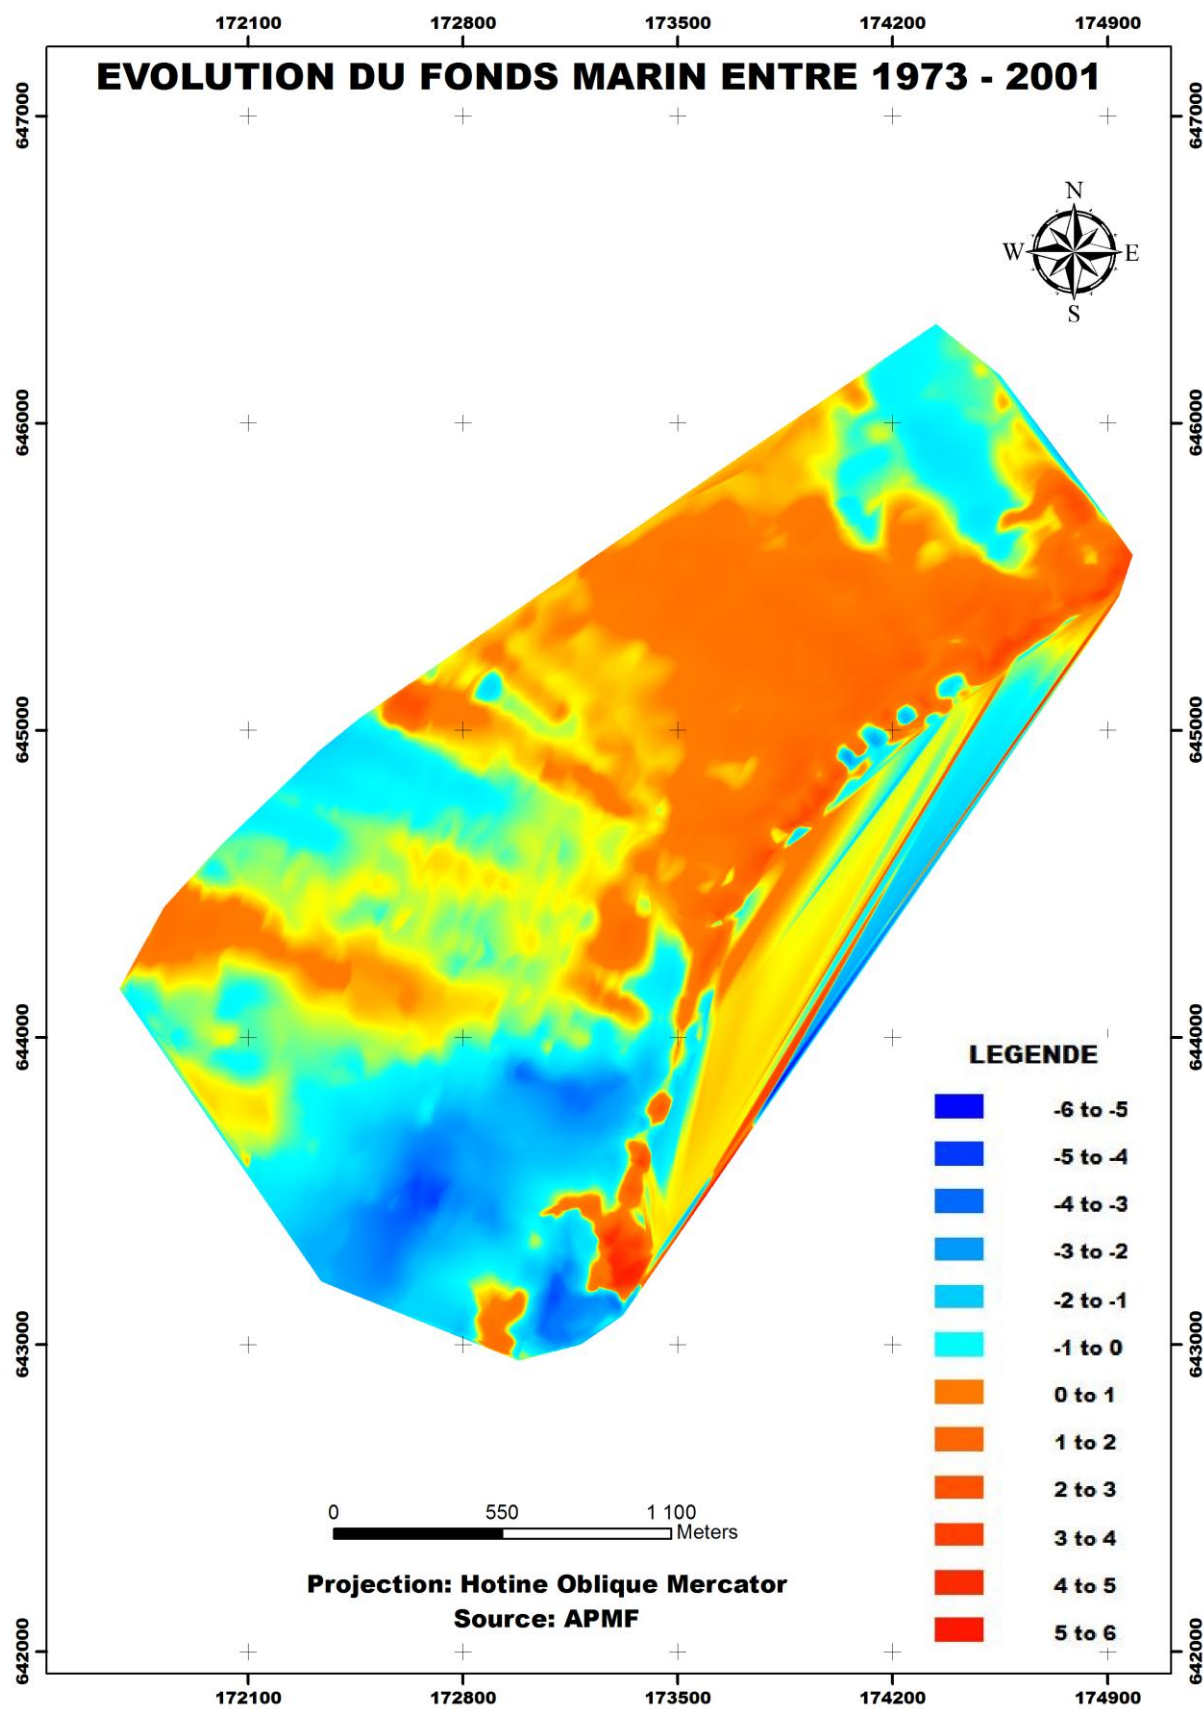 172100 172800 173500 174200 174900
EVOLUTION DU FONDS MARIN ENTRE 1973 - 2001
647000 647000
N
W E
S
646000 646000
645000 645000
644000 644000
LEGENDE
-6 to -5
-5 to -4
-4 to -3
-3 to -2
-2 to -1
-1 to 0
643000 643000
0 to 1
1 to 2
2 to 3
3 to 4
4 to 5
5 to 6
0 550 1 100
Meters
Projection: Hotine Oblique Mercator
Source: APMF
642000 642000
172100 172800 173500 174200 174900